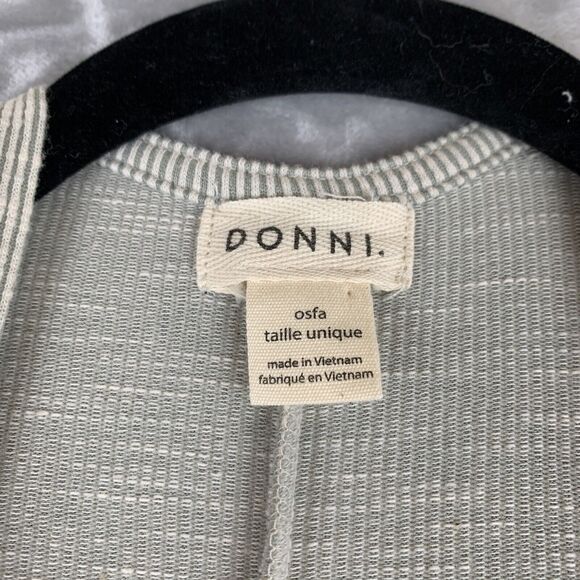 DONNI.
osfa
taille unique
made in Vietnam
fabriqué en Vietnam